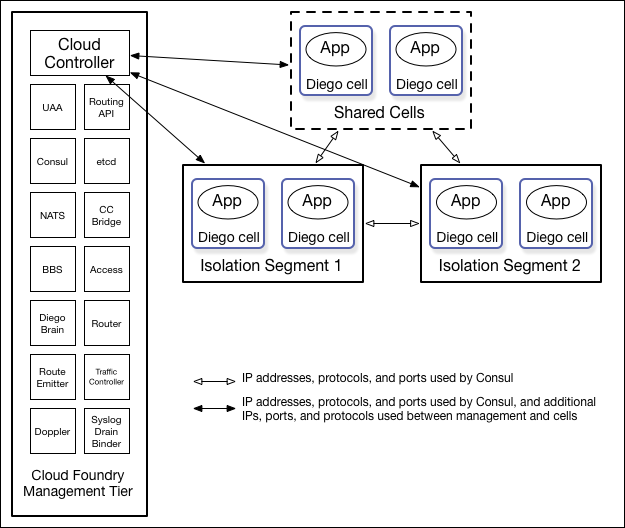 Cloud
Controller
UAA
Routing
API
Consul
etcd
NATS
CC
Bridge
BBS
Access
Diego
Brain
Router
Route
Emitter
Traffic
Controller
Doppler
Syslog
Drain
Binder
Cloud Foundry
Management Tier
App
App
Diego cell
Diego cell
Shared Cells
App
App
Diego cell
Diego cell
Isolation Segment 1
App
App
Diego cell
Diego cell
Isolation Segment 2
IP addresses, protocols, and ports used by Consul
IP addresses, protocols, and ports used by Consul, and additional
IPs, ports, and protocols used between management and cells